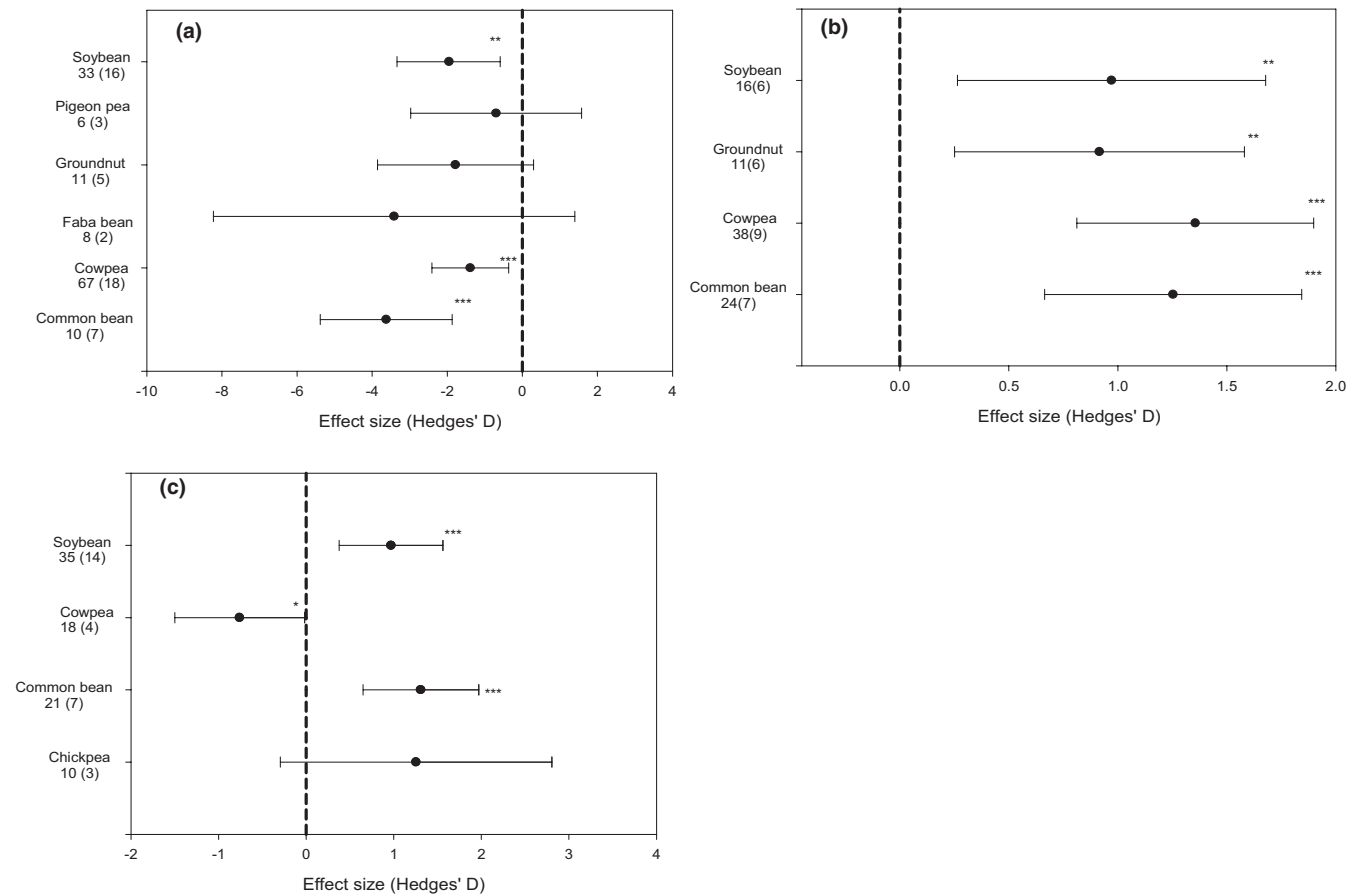 (a)
**
Soybean
33 (16)
Pigeon pea
6 (3)
Groundnut
11 (5)
Faba bean
8 (2)
Cowpea
67 (18)
***
Common bean
10 (7)
***
-10 -8 -6 -4 -2 0 2 4
Effect size (Hedges' D)
(b)
Soybean
16(6)
**
Groundnut
11(6)
**
Cowpea
38(9)
***
Common bean
24(7)
***
0.0 0.5 1.0 1.5 2.0
Effect size (Hedges' D)
(c)
Soybean
35 (14)
***
Cowpea
18 (4)
*
Common bean
21 (7)
***
Chickpea
10 (3)
-2 -1 0 1 2 3 4
Effect size (Hedges' D)